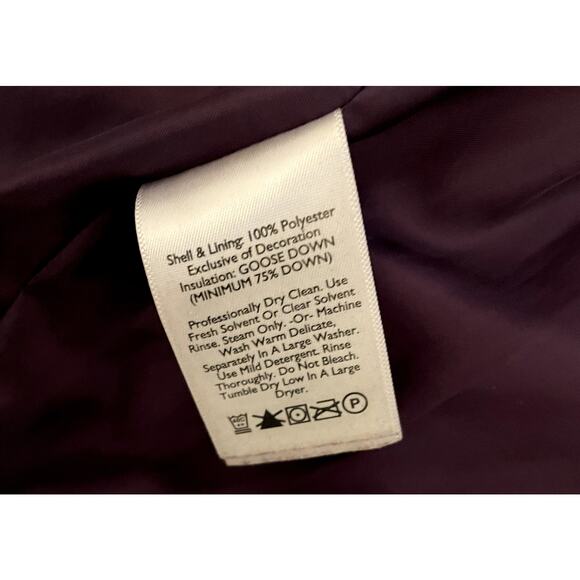 Shell & Lining: 100% Polyester
Exclusive of Decoration
Insulation: GOOSE DOWN
(MINIMUM 75% DOWN)
Professionally Dry Clean. Use
Fresh Solvent Or Clear Solvent
Rinse. Steam Only. -Or- Machine
Wash Warm Delicate,
Separately In A Large Washer.
Use Mild Detergent. Rinse
Thoroughly. Do Not Bleach.
Tumble Dry Low In A Large
Dryer.
40C P